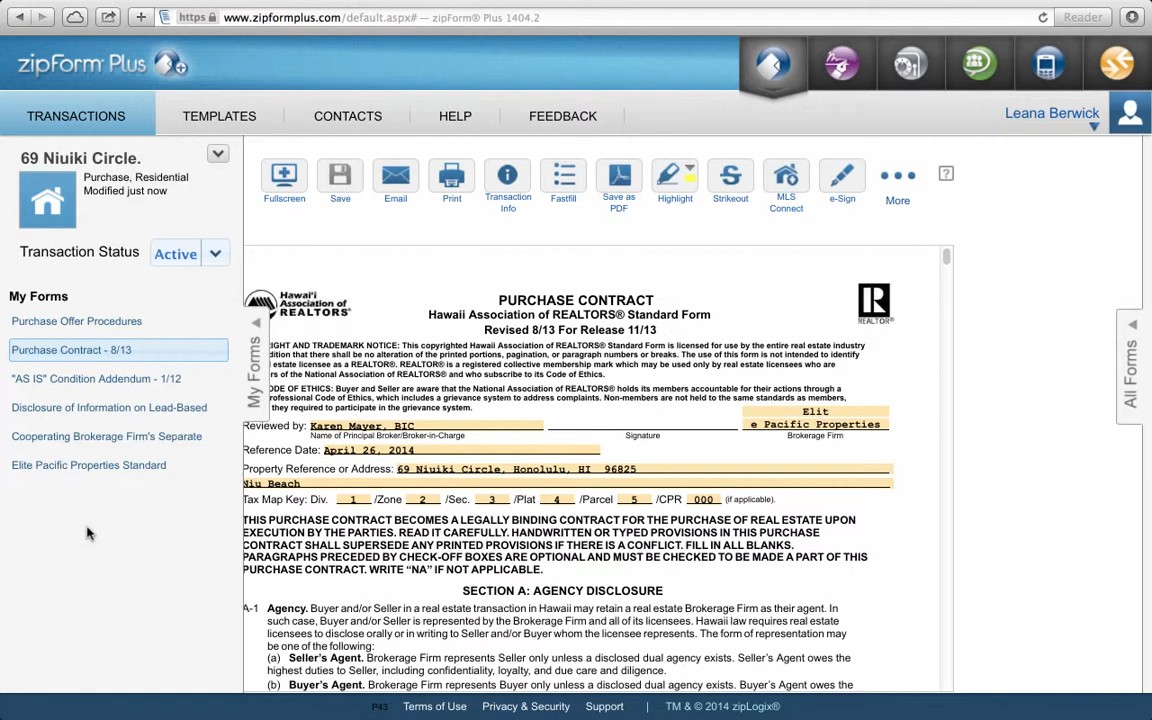 https www.zipformplus.com/default.aspx# — zipForm® Plus 1404.2
Reader
zipForm® Plus
TRANSACTIONS
TEMPLATES
CONTACTS
HELP
FEEDBACK
Leana Berwick
69 Niuiki Circle.
Purchase, Residential
Modified just now
Transaction Status
Active
My Forms
Purchase Offer Procedures
Purchase Contract - 8/13
"AS IS" Condition Addendum - 1/12
Disclosure of Information on Lead-Based
Cooperating Brokerage Firm's Separate
Elite Pacific Properties Standard
Fullscreen
Save
Email
Print
Transaction
Info
Fastfill
Save as
PDF
Highlight
Strikeout
MLS
Connect
e-Sign
More
?
My Forms
All Forms
Hawai'i
Association of
REALTORS®
PURCHASE CONTRACT
Hawaii Association of REALTORS® Standard Form
Revised 8/13 For Release 11/13
R
REALTOR®
IGHT AND TRADEMARK NOTICE: This copyrighted Hawaii Association of REALTORS® Standard Form is licensed for use by the entire real estate industry
dition that there shall be no alteration of the printed portions, pagination, or paragraph numbers or breaks. The use of this form is not intended to identify
l estate licensee as a REALTOR®. REALTOR® is a registered collective membership mark which may be used only by real estate licensees who are
rs of the National Association of REALTORS® and who subscribe to its Code of Ethics.
ODE OF ETHICS: Buyer and Seller are aware that the National Association of REALTORS® holds its members accountable for their actions through a
rofessional Code of Ethics, which includes a grievance system to address complaints. Non-members are not held to the same standards as members,
they required to participate in the grievance system.
Elit
Reviewed by: Karen Mayer, BIC
e Pacific Properties
Name of Principal Broker/Broker-in-Charge
Signature
Brokerage Firm
Reference Date: April 26, 2014
Property Reference or Address: 69 Niuiki Circle, Honolulu, HI 96825
Niu Beach
Tax Map Key: Div. 1 /Zone 2 /Sec. 3 /Plat 4 /Parcel 5 /CPR 000 (if applicable).
THIS PURCHASE CONTRACT BECOMES A LEGALLY BINDING CONTRACT FOR THE PURCHASE OF REAL ESTATE UPON
EXECUTION BY THE PARTIES. READ IT CAREFULLY. HANDWRITTEN OR TYPED PROVISIONS IN THIS PURCHASE
CONTRACT SHALL SUPERSEDE ANY PRINTED PROVISIONS IF THERE IS A CONFLICT. FILL IN ALL BLANKS.
PARAGRAPHS PRECEDED BY CHECK-OFF BOXES ARE OPTIONAL AND MUST BE CHECKED TO BE MADE A PART OF THIS
PURCHASE CONTRACT. WRITE “NA” IF NOT APPLICABLE.
SECTION A: AGENCY DISCLOSURE
A-1 Agency. Buyer and/or Seller in a real estate transaction in Hawaii may retain a real estate Brokerage Firm as their agent. In
such case, Buyer and/or Seller is represented by the Brokerage Firm and all of its licensees. Hawaii law requires real estate
licensees to disclose orally or in writing to Seller and/or Buyer whom the licensee represents. The form of representation may
be one of the following:
(a) Seller's Agent. Brokerage Firm represents Seller only unless a disclosed dual agency exists. Seller's Agent owes the
highest duties to Seller, including confidentiality, loyalty, and due care and diligence.
(b) Buyer's Agent. Brokerage Firm represents Buyer only unless a disclosed dual agency exists. Buyer's Agent owes the
P43
Terms of Use
Privacy & Security
Support
|
TM & © 2014 zipLogix®